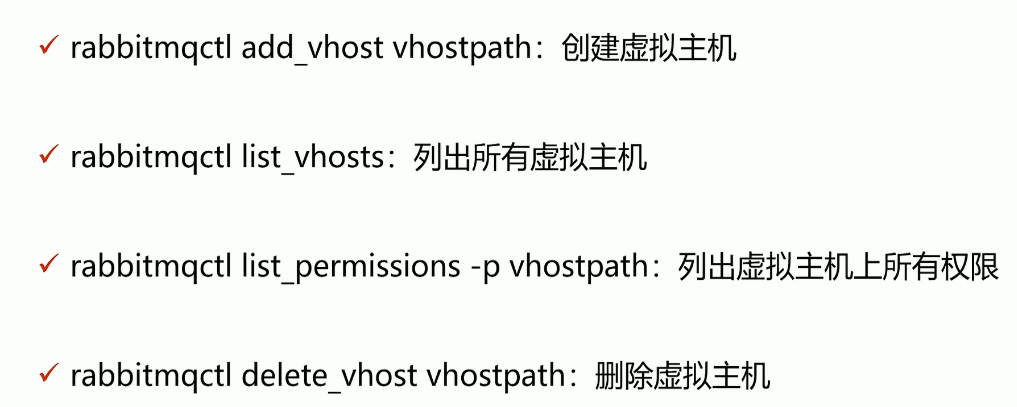 rabbitmqctl add_vhost vhostpath：创建虚拟主机
rabbitmqctl list_vhosts：列出所有虚拟主机
rabbitmqctl list_permissions -p vhostpath：列出虚拟主机上所有权限
rabbitmqctl delete_vhost vhostpath：删除虚拟主机